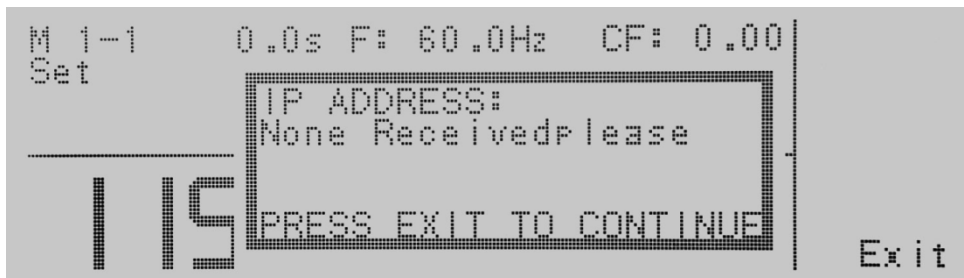 M 1-1 0.0s F: 60.0Hz CF: 0.00
Set
IP ADDRESS:
None Receivedplease
115
PRESS EXIT TO CONTINUE
Exit